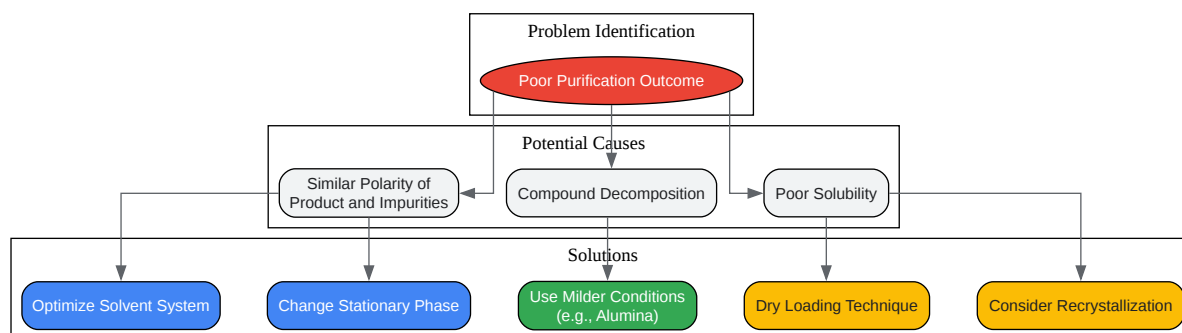 Problem Identification
Poor Purification Outcome
Potential Causes
Similar Polarity of
Product and Impurities
Compound Decomposition
Poor Solubility
Solutions
Optimize Solvent System
Change Stationary Phase
Use Milder Conditions
(e.g., Alumina)
Dry Loading Technique
Consider Recrystallization